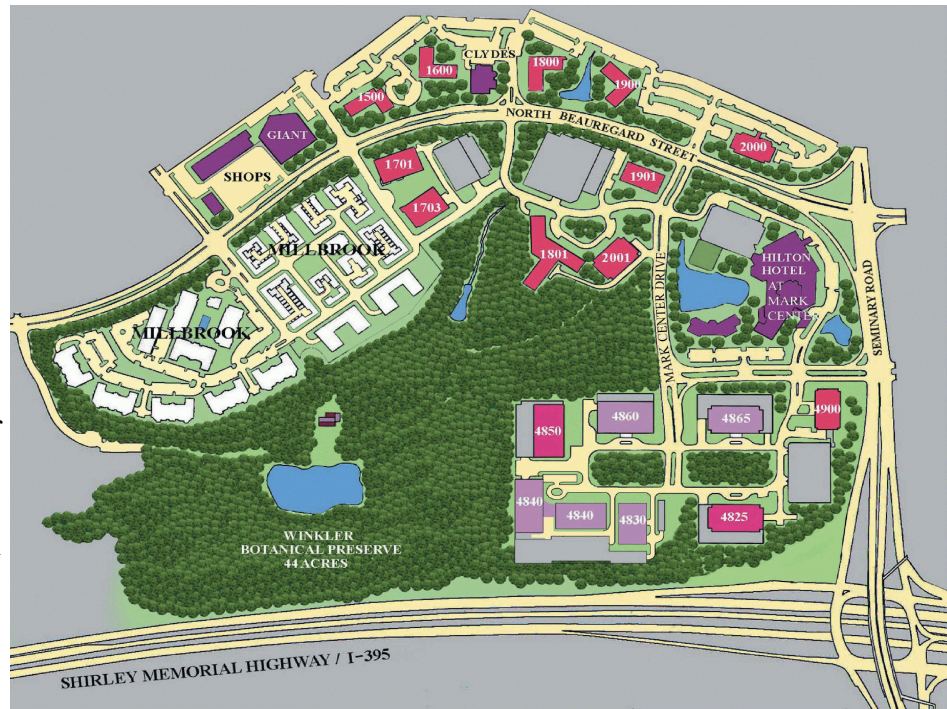 CLYDES
1600
1800
1900
1500
NORTH BEAUREGARD STREET
GIANT
2000
SHOPS
1701
1901
1703
MILLBROOK
1801
2001
HILTON
HOTEL
AT
MARK
CENTER
MILLBROOK
MARK CENTER DRIVE
SEMINARY ROAD
4850
4860
4865
4900
4840
4840
4830
4825
WINKLER
BOTANICAL PRESERVE
44 ACRES
SHIRLEY MEMORIAL HIGHWAY / I-395